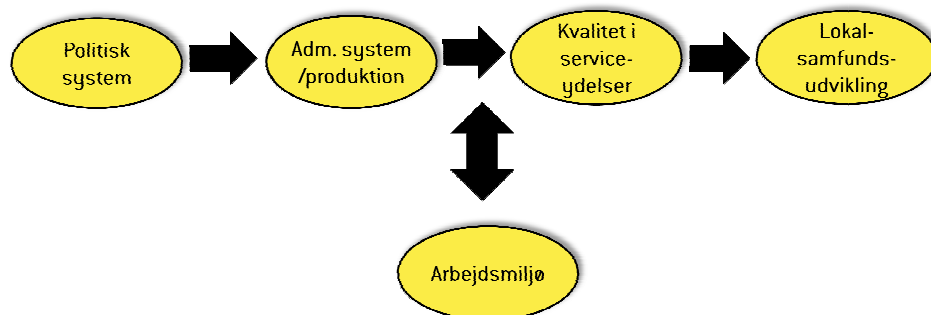 Politisk
system
Adm. system
/produktion
Kvalitet i
service-
ydelser
Lokal-
samfunds-
udvikling
Arbejdsmiljø